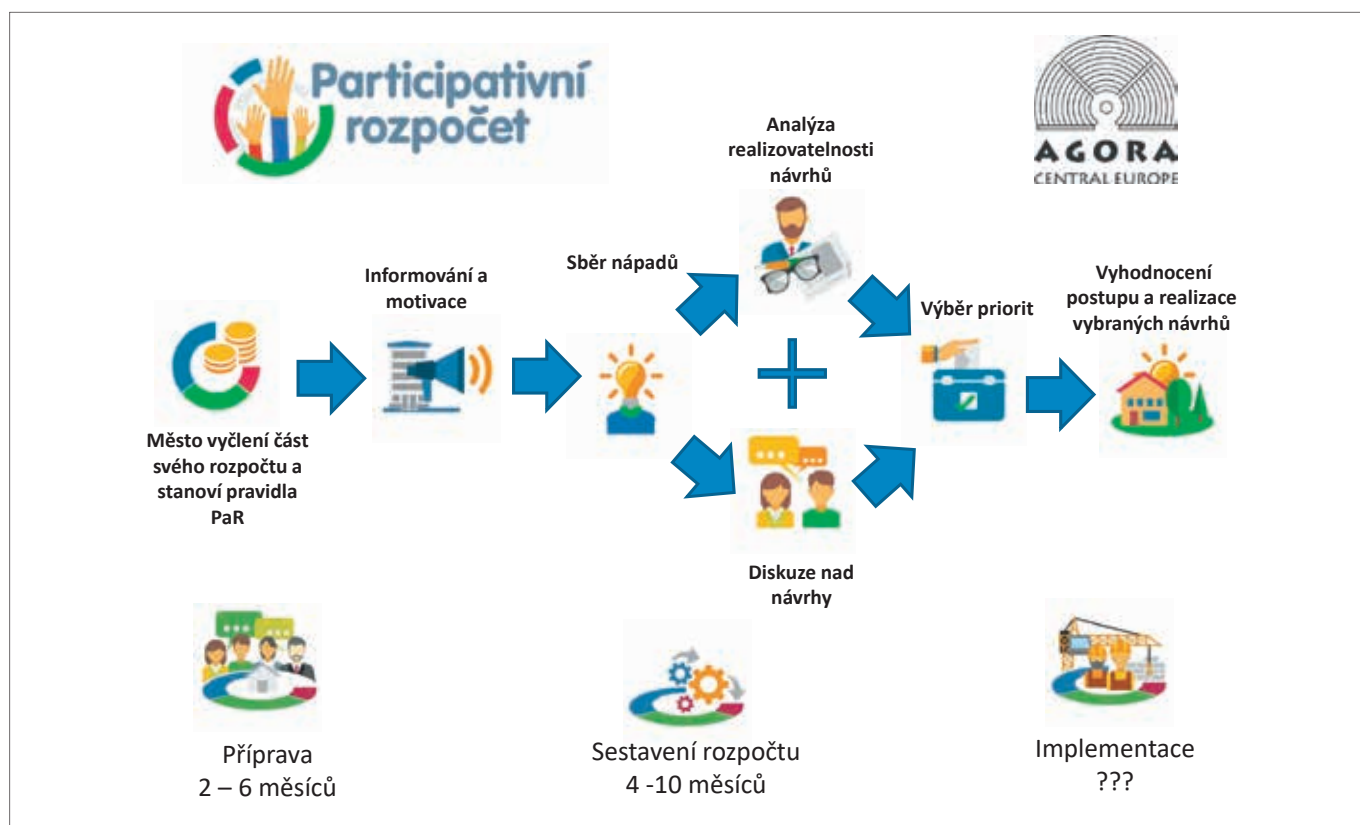 Participativní
rozpočet
AGORA
CENTRAL EUROPE
Analýza
realizovatelnosti
návrhů
Informování a
motivace
Sběr nápadů
Výběr priorit
Vyhodnocení
postupu a realizace
vybraných návrhů
Město vyčlení část
svého rozpočtu a
stanoví pravidla
PaR
Diskuze nad
návrhy
Příprava
2 – 6 měsíců
Sestavení rozpočtu
4 -10 měsíců
Implementace
???